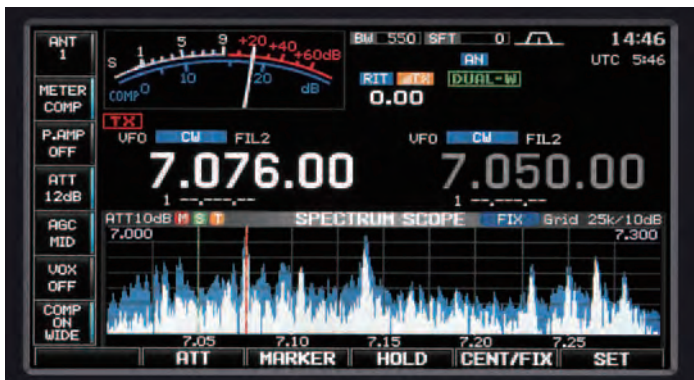 ANT
1
METER
COMP
P.AMP
OFF
ATT
12dB
AGC
MID
VOX
OFF
COMP
ON
WIDE
S 1 5 9 +20 +40 +60dB
COMP 0 10 20 dB
BW 550 SFT 0
14:46
UTC 5:46
AN
RIT ⊿TX DUAL-W
0.00
TX
VFO CW FIL2
7.076.00
1 --.---.--
VFO CW FIL2
7.050.00
1 --.---.--
ATT10dB M S T SPECTRUM SCOPE FIX Grid 25k/10dB
7.000 7.300
7.05 7.10 7.15 7.20 7.25
ATT MARKER HOLD CENT/FIX SET